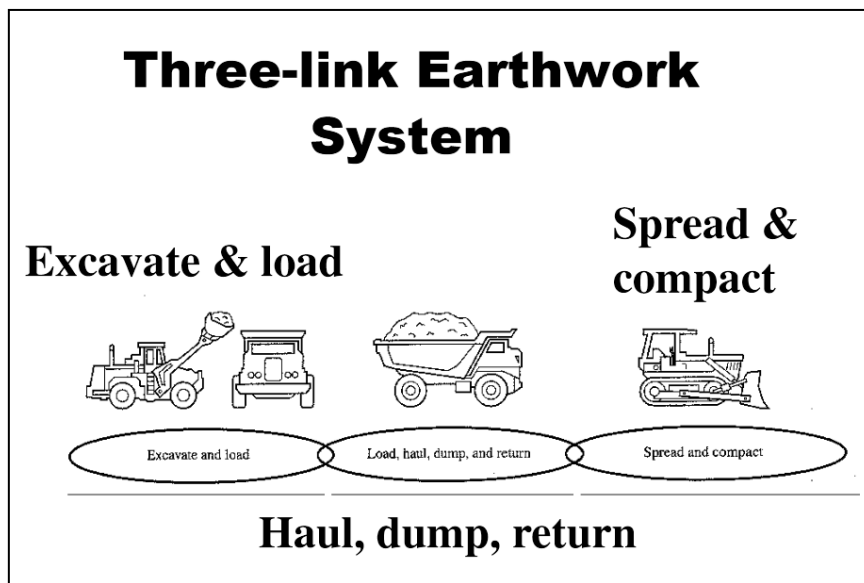 Three-link Earthwork
System
Excavate & load
Spread &
compact
Excavate and load
Load, haul, dump, and return
Spread and compact
Haul, dump, return